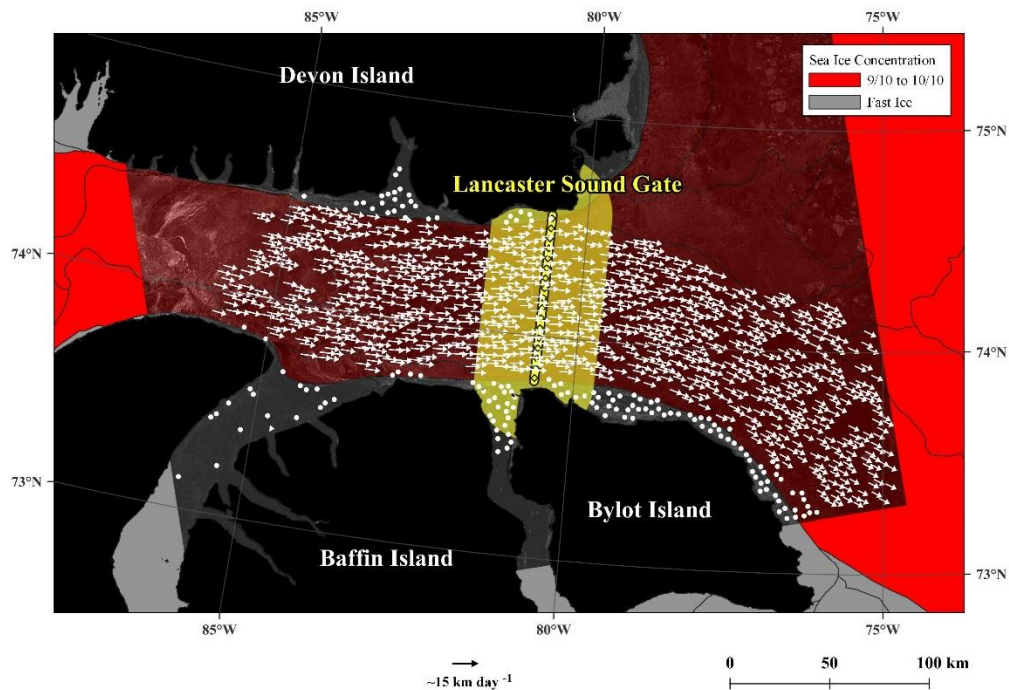 85°W
80°W
75°W
Sea Ice Concentration
9/10 to 10/10
Fast Ice
Devon Island
75°N
75°N
Lancaster Sound Gate
74°N
74°N
73°N
Bylot Island
Baffin Island
73°N
85°W
80°W
75°W
~15 km day -1
0 50 100 km